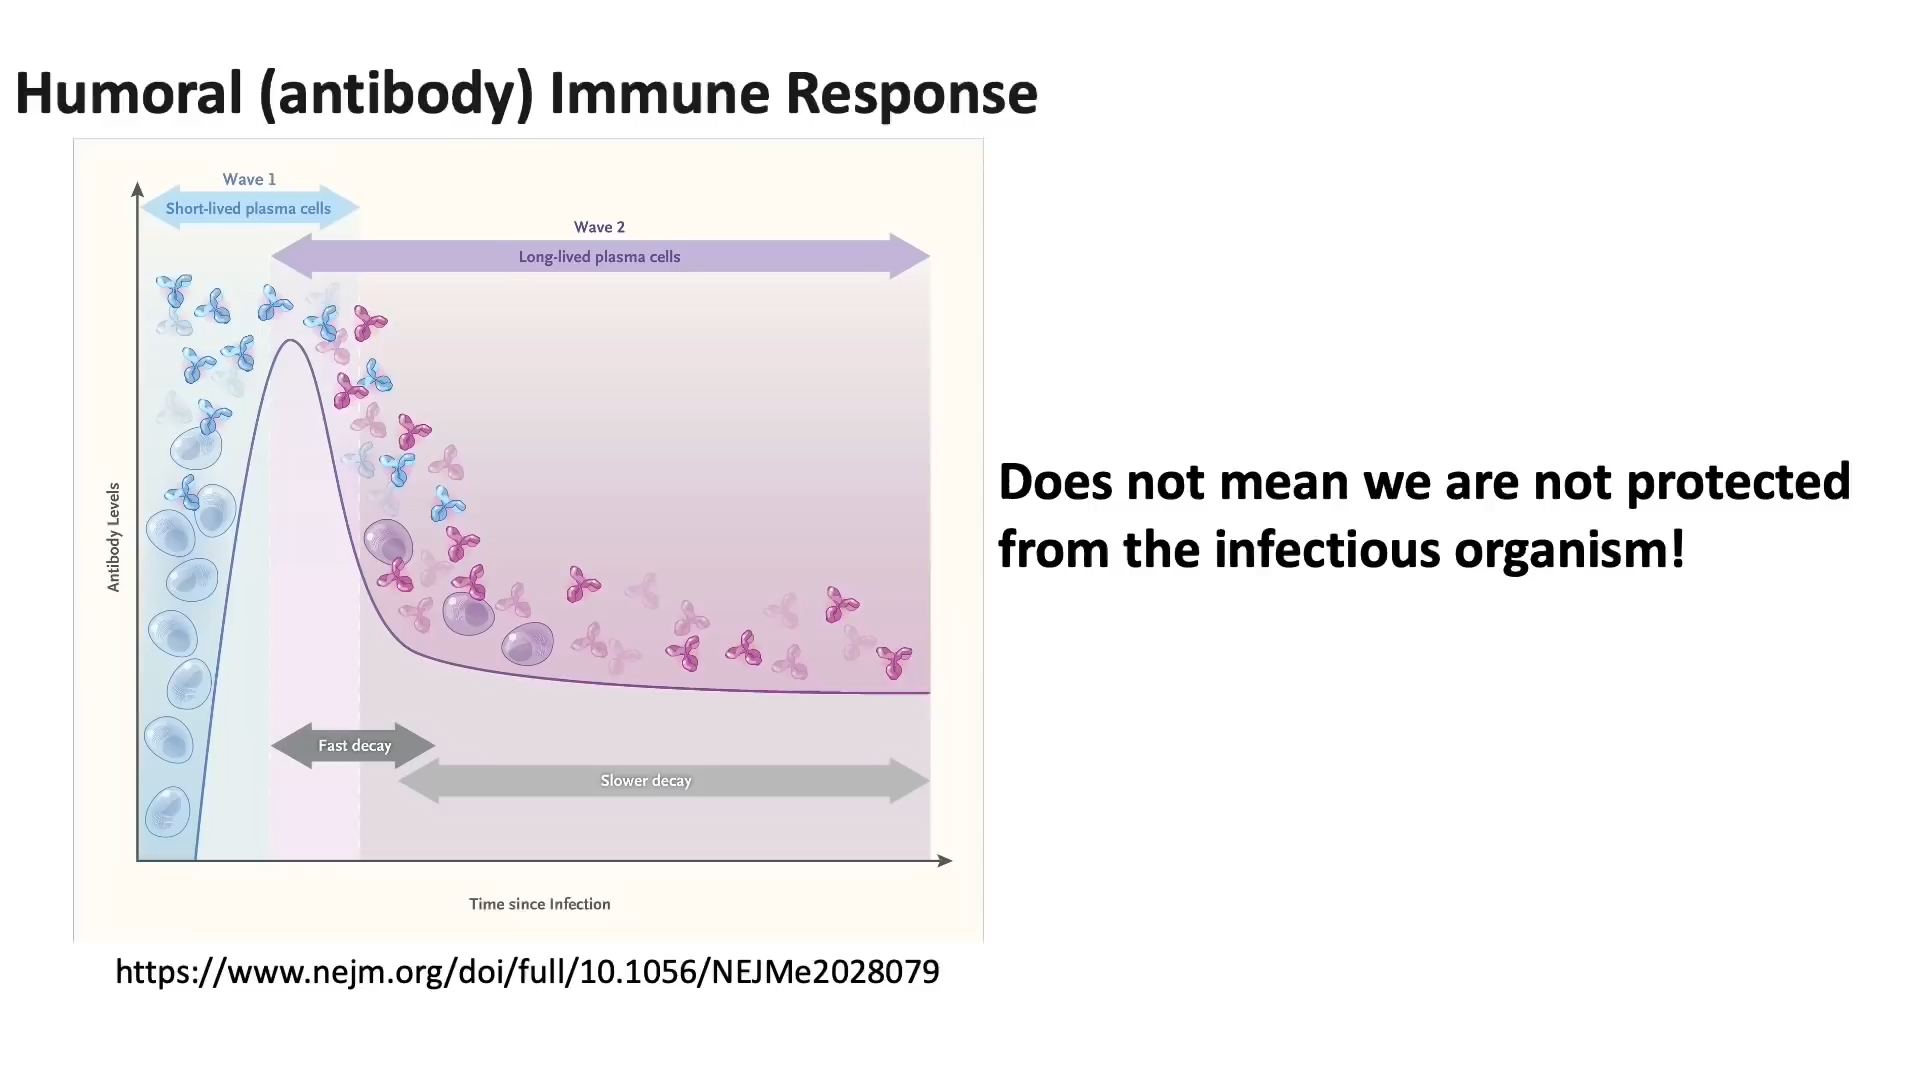 Humoral (antibody) Immune Response
Wave 1
Short-lived plasma cells
Wave 2
Long-lived plasma cells
Antibody Levels
Fast decay
Slower decay
Time since Infection
Does not mean we are not protected
from the infectious organism!
https://www.nejm.org/doi/full/10.1056/NEJMe2028079